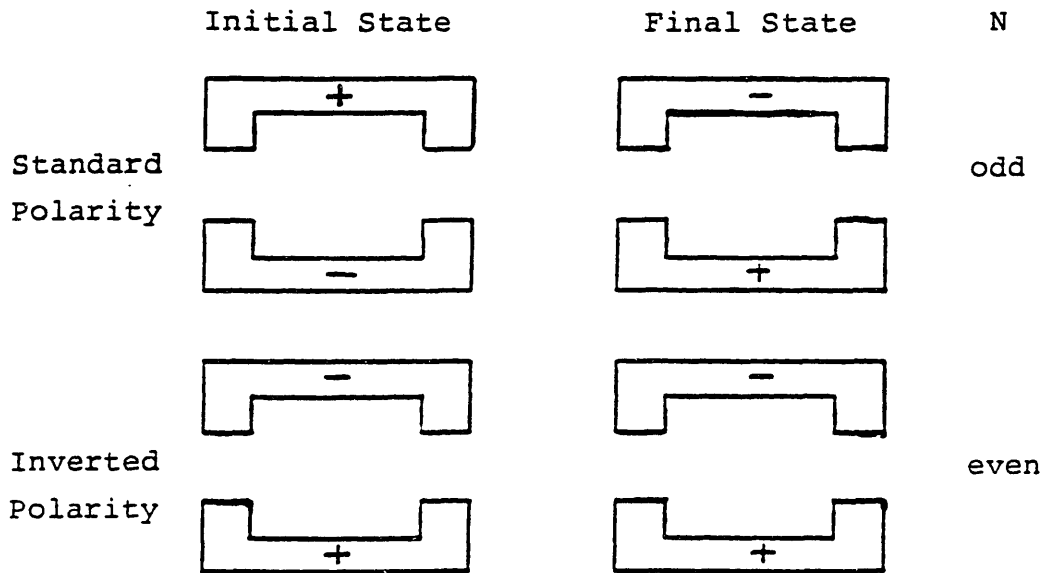 Initial State Final State N
+ −
Standard odd
Polarity
− +
− −
Inverted even
Polarity
+ +